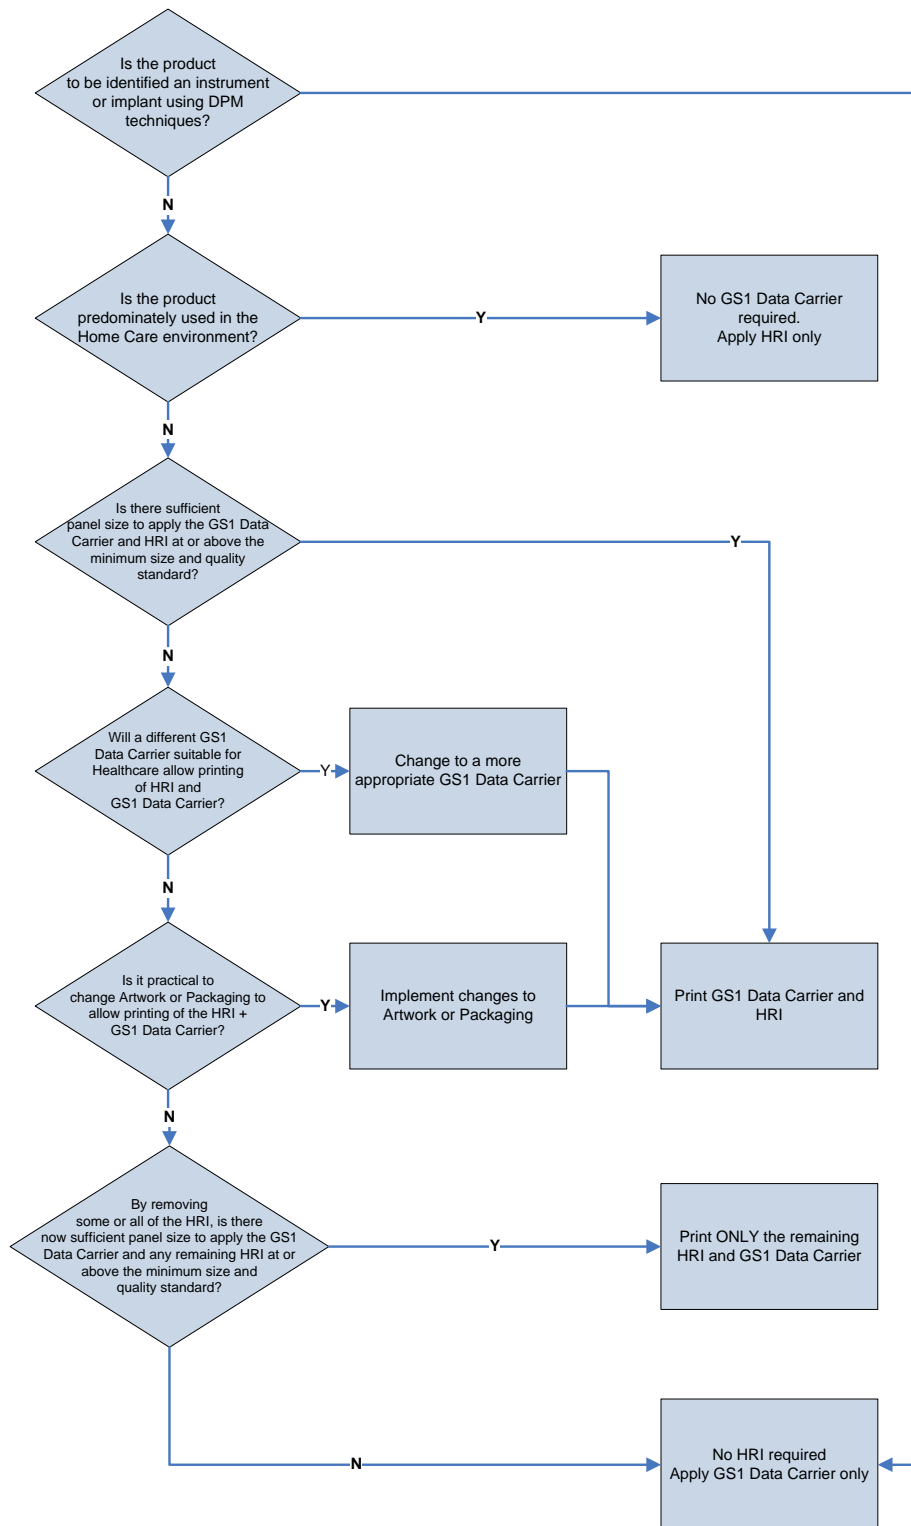 Is the product
to be identified an instrument
or implant using DPM
techniques?
N
Is the product
predominately used in the
Home Care environment?
Y
No GS1 Data Carrier
required.
Apply HRI only
N
Is there sufficient
panel size to apply the GS1 Data
Carrier and HRI at or above the
minimum size and quality
standard?
Y
N
Will a different GS1
Data Carrier suitable for
Healthcare allow printing
of HRI and
GS1 Data Carrier?
Y
Change to a more
appropriate GS1 Data Carrier
N
Is it practical to
change Artwork or Packaging to
allow printing of the HRI +
GS1 Data Carrier?
Y
Implement changes to
Artwork or Packaging
Print GS1 Data Carrier and
HRI
N
By removing
some or all of the HRI, is there
now sufficient panel size to apply the GS1
Data Carrier and any remaining HRI at or
above the minimum size and
quality standard?
Y
Print ONLY the remaining
HRI and GS1 Data Carrier
N
No HRI required
Apply GS1 Data Carrier only